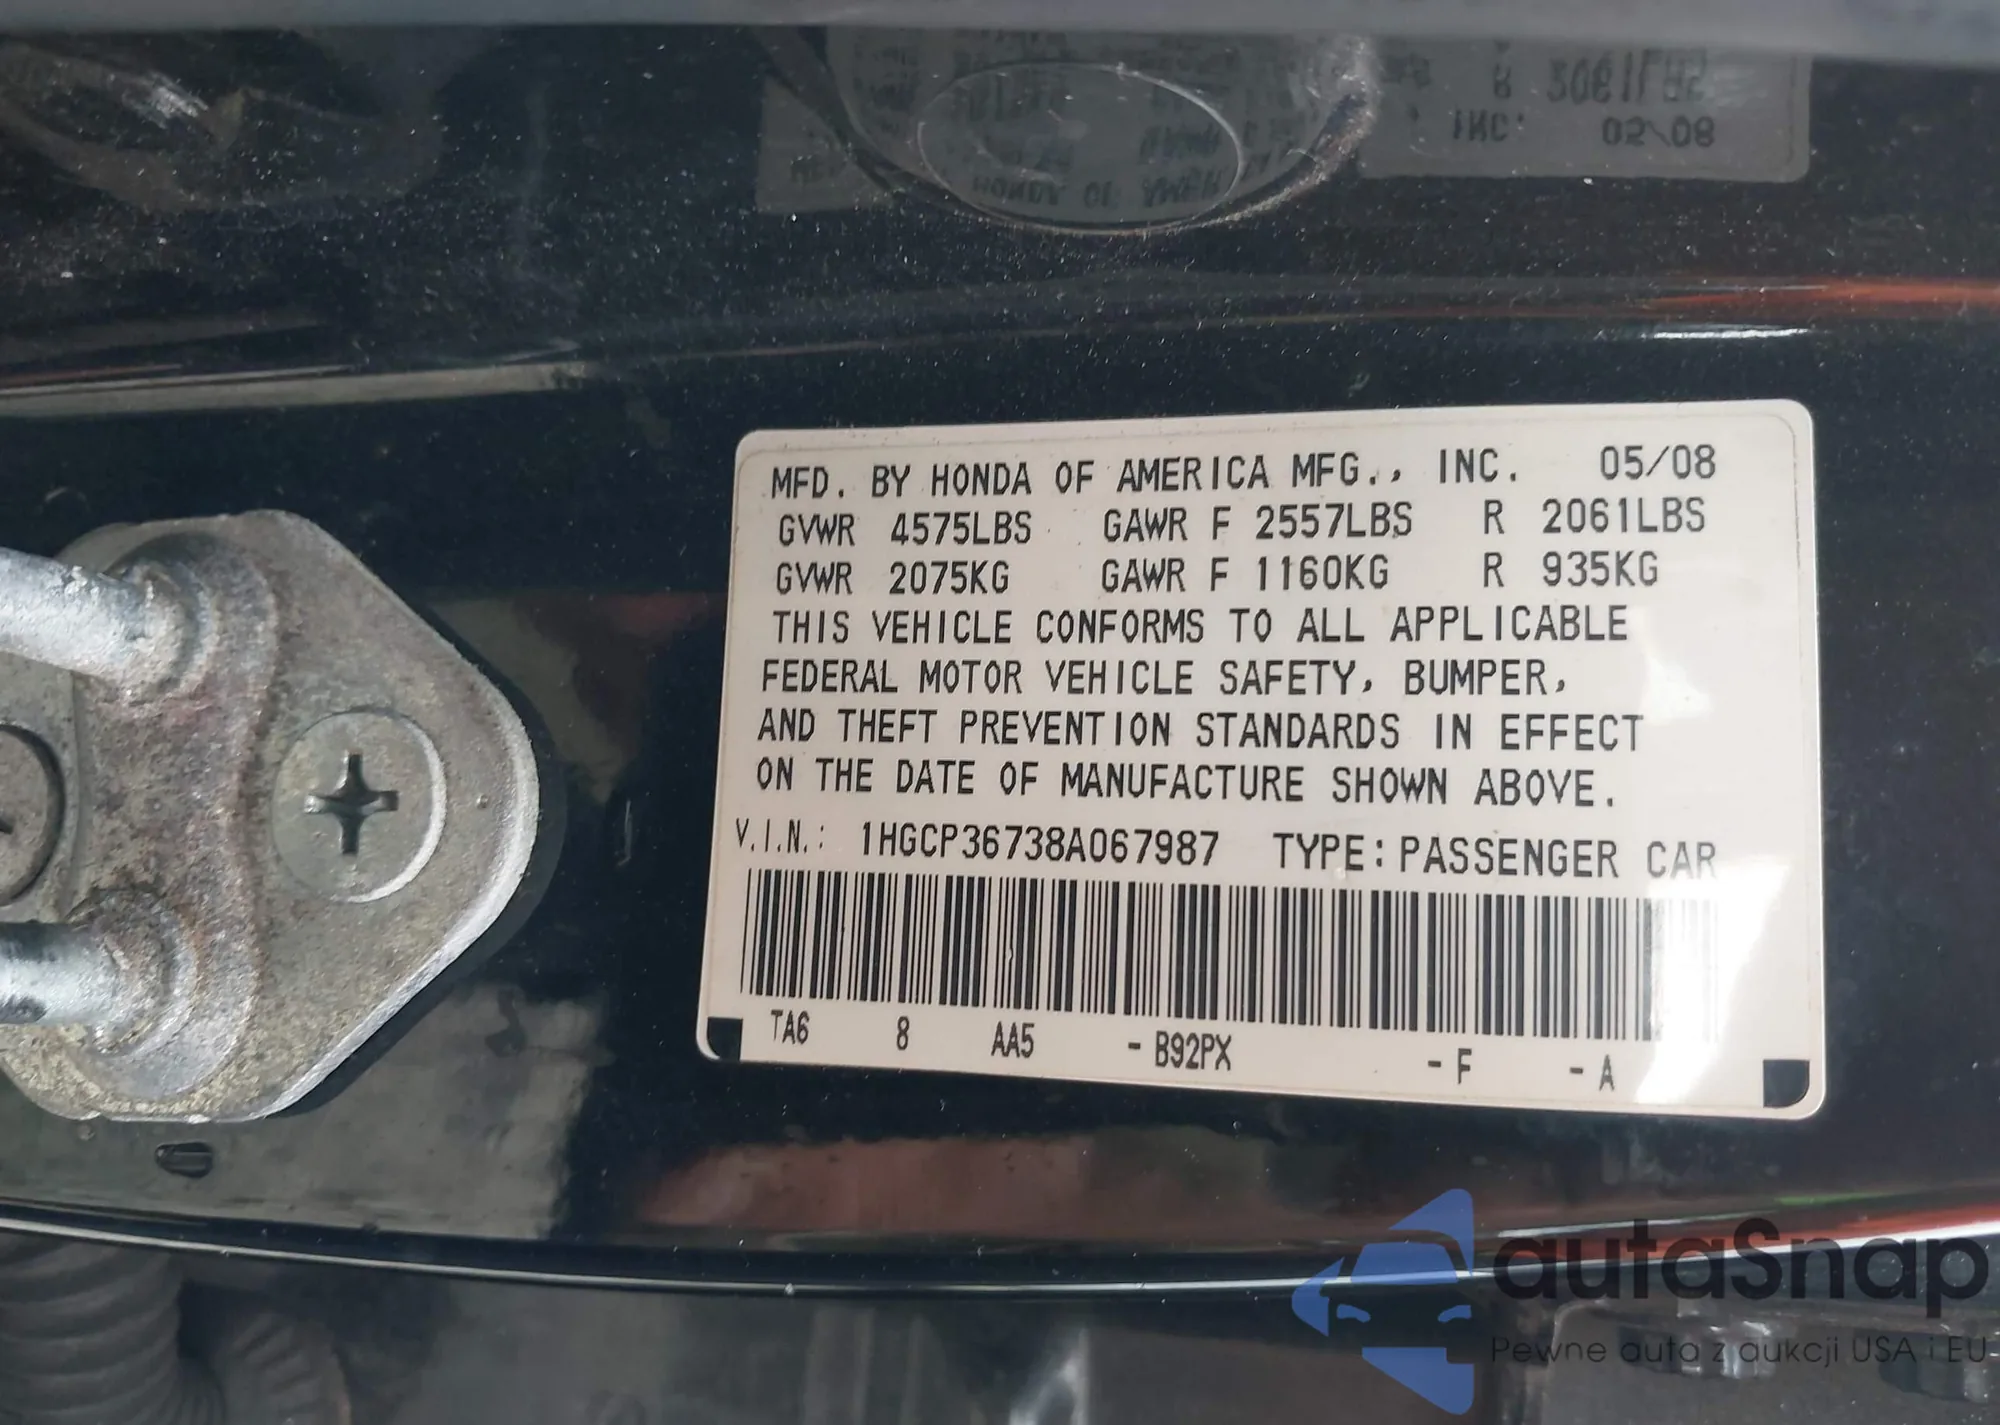 MFD. BY HONDA OF AMERICA MFG., INC. 05/08
GVWR 4575LBS GAWR F 2557LBS R 2061LBS
GVWR 2075KG GAWR F 1160KG R 935KG
THIS VEHICLE CONFORMS TO ALL APPLICABLE
FEDERAL MOTOR VEHICLE SAFETY, BUMPER,
AND THEFT PREVENTION STANDARDS IN EFFECT
ON THE DATE OF MANUFACTURE SHOWN ABOVE.
V.I.N.: 1HGCP36738A067987 TYPE: PASSENGER CAR
TA6 8 AA5 - B92PX - F - A
autaSnap
Pewne auta z aukcji USA i EU